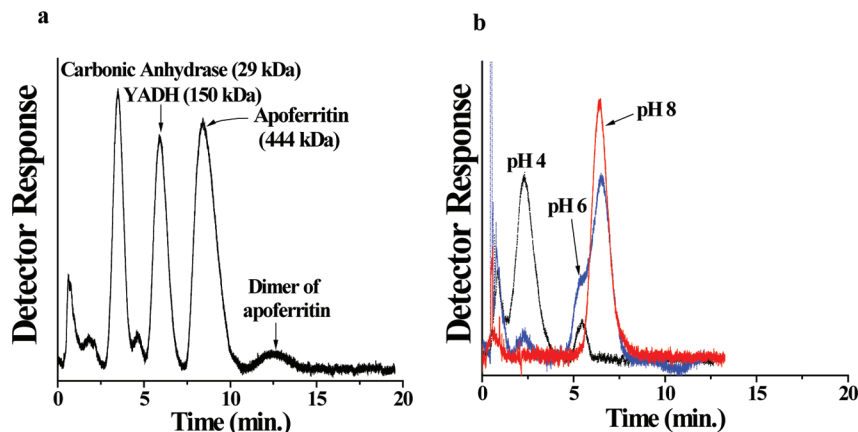 a
Detector Response
Carbonic Anhydrase (29 kDa)
YADH (150 kDa)
Apoferritin
(444 kDa)
Dimer of
apoferritin
0 5 10 15 20
Time (min.)
b
Detector Response
pH 4
pH 6
pH 8
0 5 10 15 20
Time (min.)